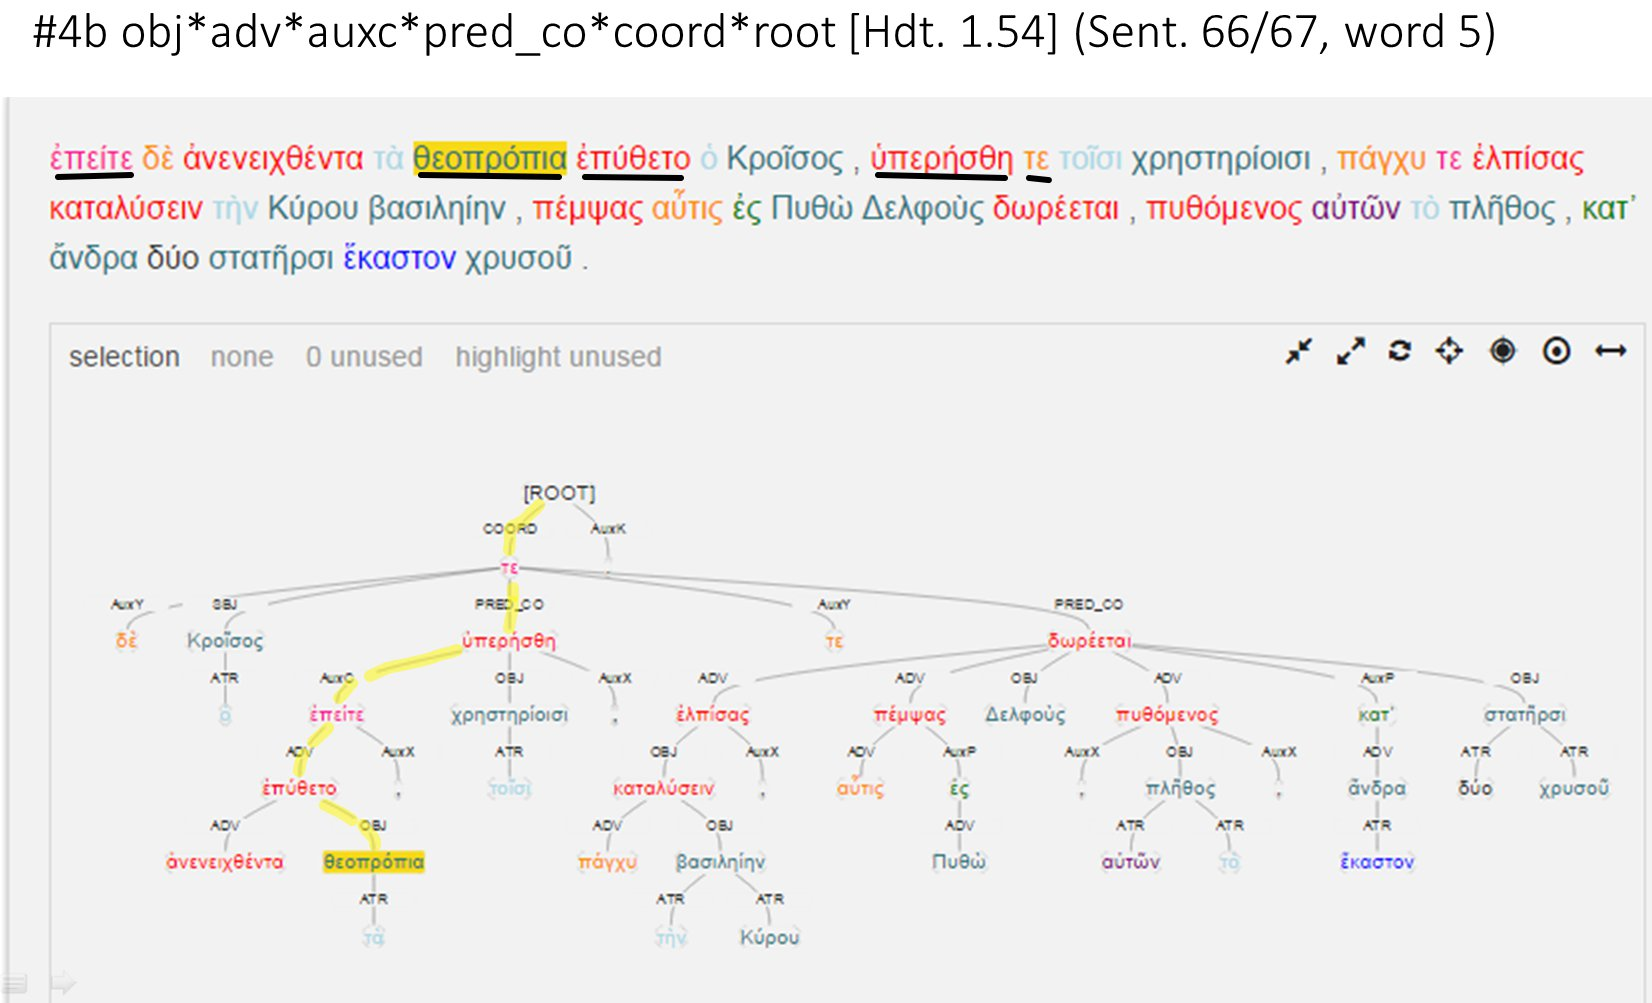 #4b obj*adv*auxc*pred_co*coord*root [Hdt. 1.54] (Sent. 66/67, word 5)
ἐπείτε δὲ ἀνενειχθέντα τὰ θεοπρόπια ἐπύθετο ὁ Κροῖσος , ὑπερήσθη τε τοῖσι χρηστηρίοισι , πάγχυ τε ἐλπίσας
καταλύσειν τὴν Κύρου βασιληίην , πέμψας αὖτις ἐς Πυθὼ Δελφοὺς δωρέεται , πυθόμενος αὐτῶν τὸ πλῆθος , κατ’
ἄνδρα δύο στατῆρσι ἕκαστον χρυσοῦ .
selection none 0 unused highlight unused
[ROOT]
COORD AuxK
τε .
AuxY SBJ PRED_CO AuxY PRED_CO
δὲ Κροῖσος ὑπερήσθη τε δωρέεται
ATR AuxC OBJ AuxX ADV ADV OBJ ADV AuxP OBJ
ὁ ἐπείτε χρηστηρίοισι , ἐλπίσας πέμψας Δελφοὺς πυθόμενος κατ’ στατῆρσι
ADV AuxX ATR OBJ AuxX ADV AuxP AuxX OBJ AuxX ADV ATR ATR
ἐπύθετο , τοῖσι καταλύσειν , αὖτις ἐς , πλῆθος , ἄνδρα δύο χρυσοῦ
ADV OBJ ADV OBJ ADV ATR ATR ATR
ἀνενειχθέντα θεοπρόπια πάγχυ βασιληίην Πυθὼ αὐτῶν τὸ ἕκαστον
ATR ATR ATR
τὰ τὴν Κύρου